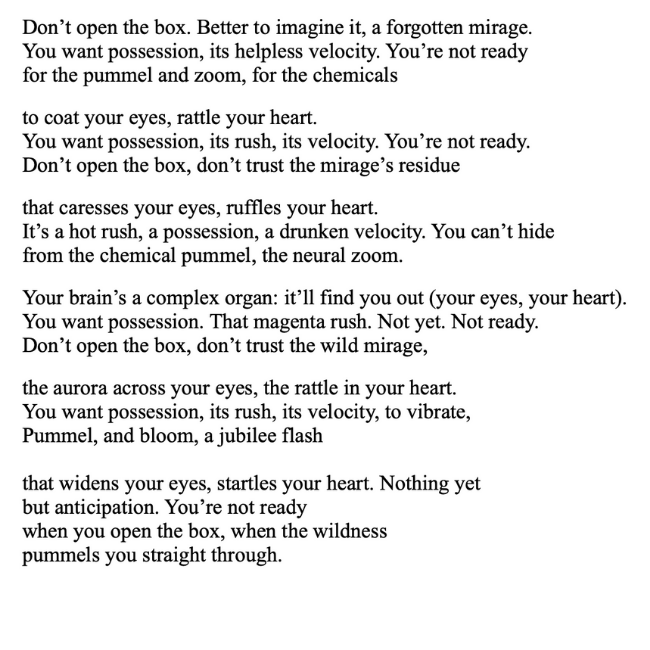 Don’t open the box. Better to imagine it, a forgotten mirage.
You want possession, its helpless velocity. You’re not ready
for the pummel and zoom, for the chemicals
to coat your eyes, rattle your heart.
You want possession, its rush, its velocity. You’re not ready.
Don’t open the box, don’t trust the mirage’s residue
that caresses your eyes, ruffles your heart.
It’s a hot rush, a possession, a drunken velocity. You can’t hide
from the chemical pummel, the neural zoom.
Your brain’s a complex organ: it’ll find you out (your eyes, your heart).
You want possession. That magenta rush. Not yet. Not ready.
Don’t open the box, don’t trust the wild mirage,
the aurora across your eyes, the rattle in your heart.
You want possession, its rush, its velocity, to vibrate,
Pummel, and bloom, a jubilee flash
that widens your eyes, startles your heart. Nothing yet
but anticipation. You’re not ready
when you open the box, when the wildness
pummels you straight through.